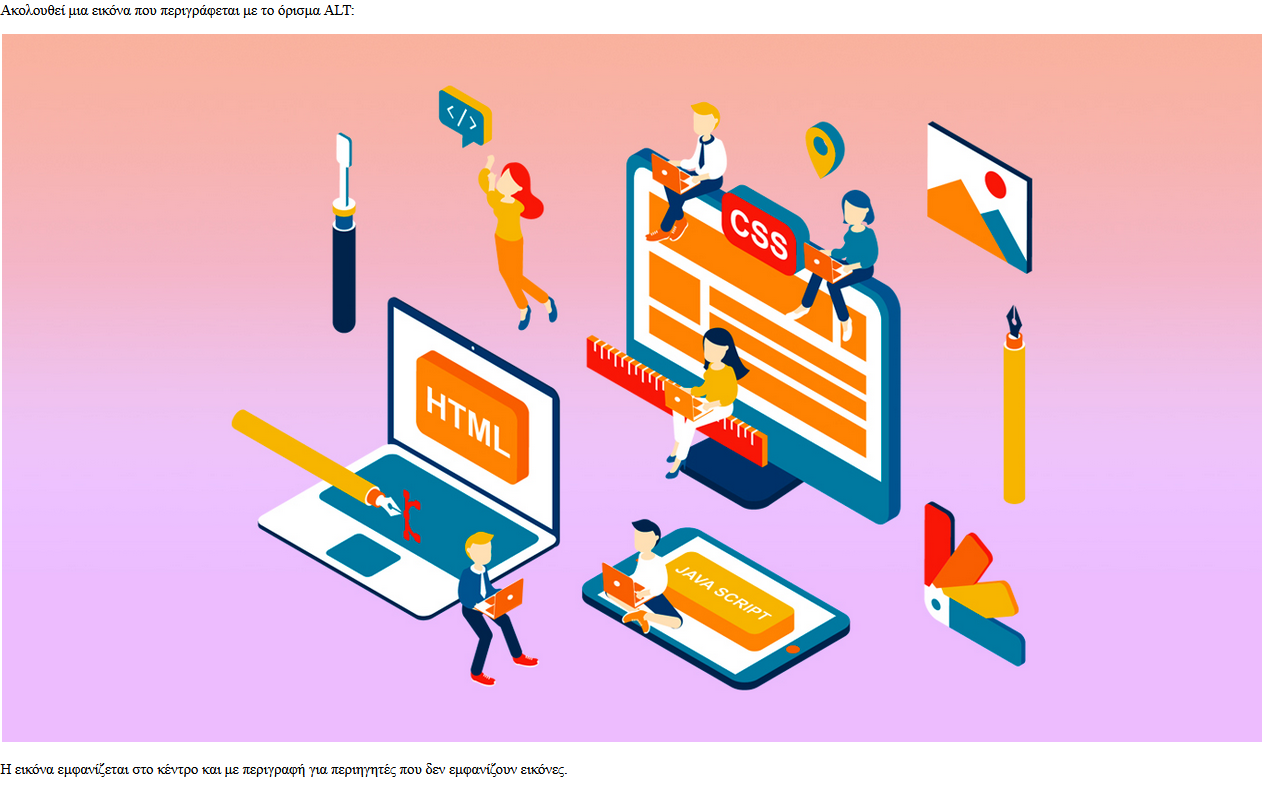 Ακολουθεί μια εικόνα που περιγράφεται με το όρισμα ALT:
</>
CSS
HTML
JAVA SCRIPT
Η εικόνα εμφανίζεται στο κέντρο και με περιγραφή για περιηγητές που δεν εμφανίζουν εικόνες.